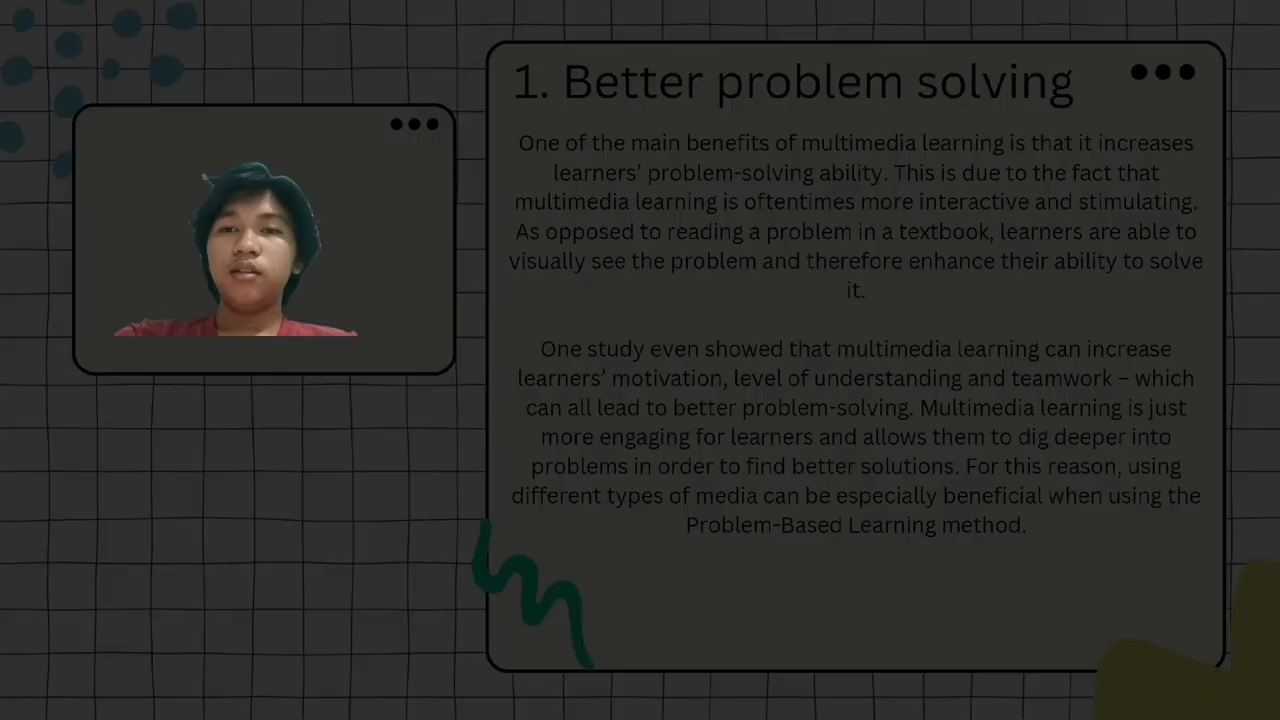 1. Better problem solving
One of the main benefits of multimedia learning is that it increases
learners’ problem-solving ability. This is due to the fact that
multimedia learning is oftentimes more interactive and stimulating.
As opposed to reading a problem in a textbook, learners are able to
visually see the problem and therefore enhance their ability to solve
it.
One study even showed that multimedia learning can increase
learners’ motivation, level of understanding and teamwork – which
can all lead to better problem-solving. Multimedia learning is just
more engaging for learners and allows them to dig deeper into
problems in order to find better solutions. For this reason, using
different types of media can be especially beneficial when using the
Problem-Based Learning method.